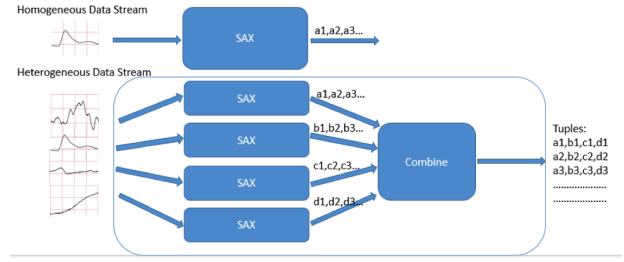 Homogeneous Data Stream
SAX
a1,a2,a3...
Heterogeneous Data Stream
SAX
a1,a2,a3...
SAX
b1,b2,b3...
SAX
c1,c2,c3...
SAX
d1,d2,d3...
Combine
Tuples:
a1,b1,c1,d1
a2,b2,c2,d2
a3,b3,c3,d3
.....................
.....................